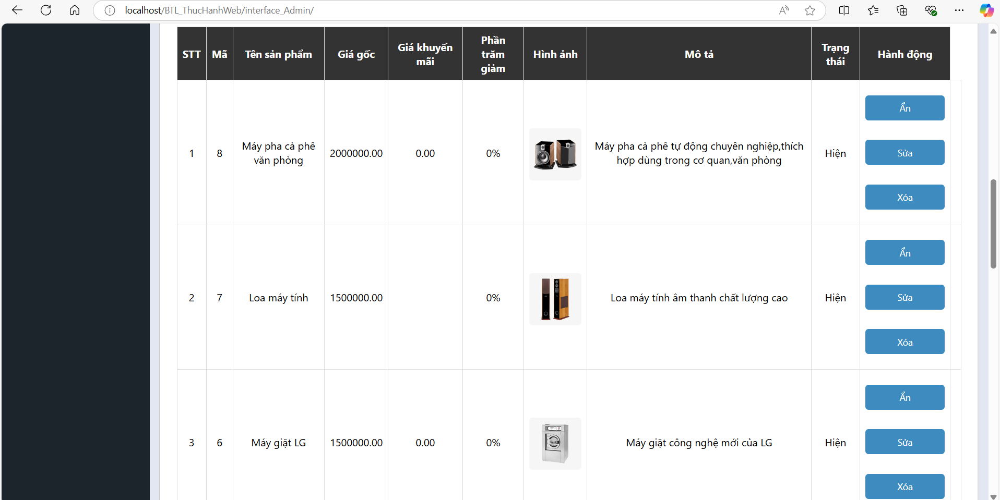 localhost/BTL_ThucHanhWeb/interface_Admin/
STT
Mã
Tên sản phẩm
Giá gốc
Giá khuyến
mãi
Phần
trăm
giảm
Hình ảnh
Mô tả
Trạng
thái
Hành động
1
8
Máy pha cà phê
văn phòng
2000000.00
0.00
0%
Máy pha cà phê tự động chuyên nghiệp,thích
hợp dùng trong cơ quan,văn phòng
Hiện
Ẩn
Sửa
Xóa
2
7
Loa máy tính
1500000.00
0%
Loa máy tính âm thanh chất lượng cao
Hiện
Ẩn
Sửa
Xóa
3
6
Máy giặt LG
1500000.00
0.00
0%
Máy giặt công nghệ mới của LG
Hiện
Ẩn
Sửa
Xóa